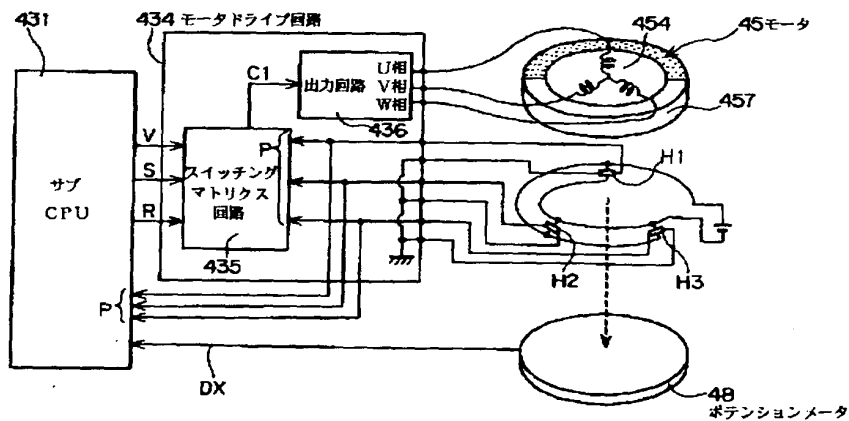 431
434 モータドライブ回路
サブ
CPU
V
S
R
P
C1
出力回路
U相
V相
W相
436
P
スイッチング
マトリクス
回路
435
454
45モータ
457
H1
H2
H3
DX
48
ポテンションメータ